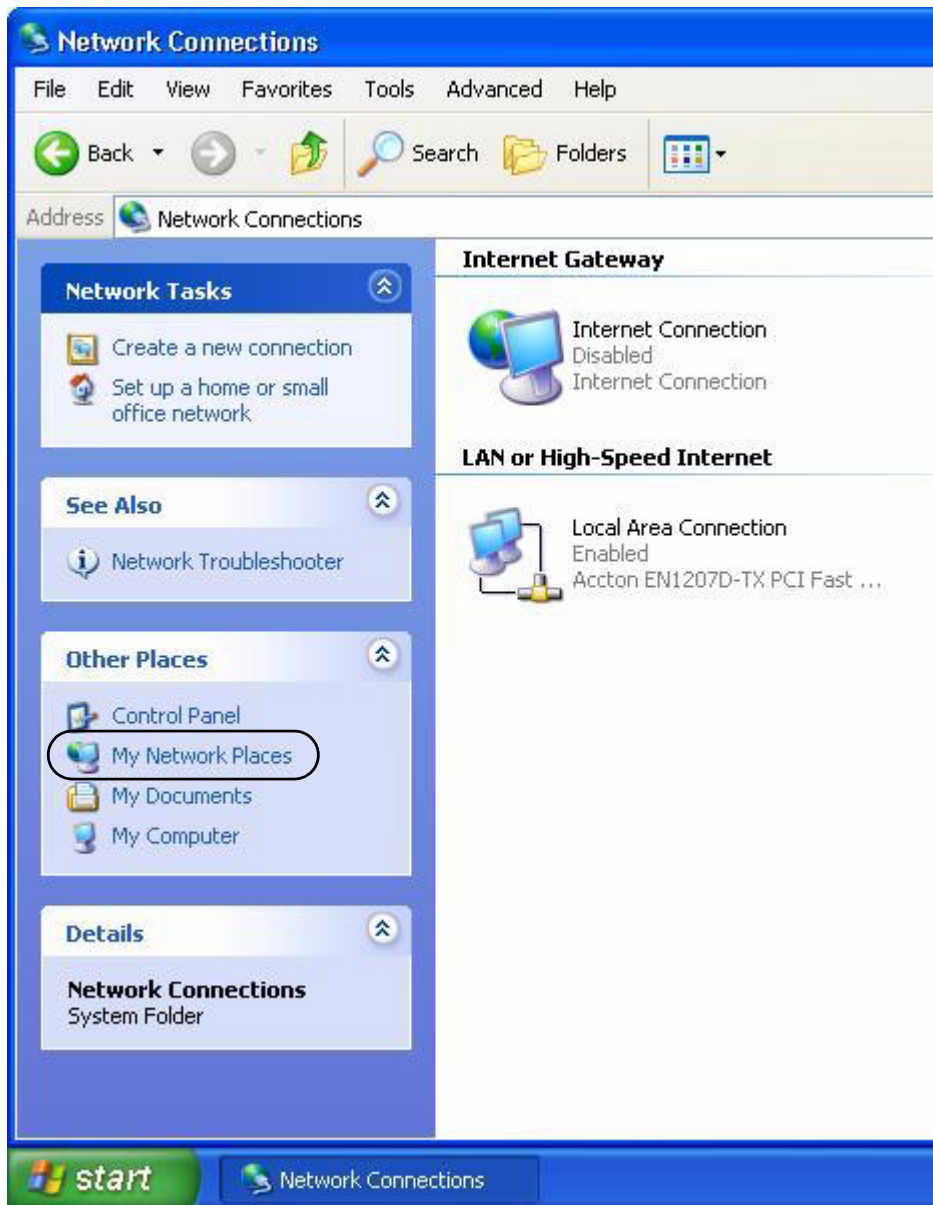 Network Connections
File Edit View Favorites Tools Advanced Help
Back Search Folders
Address Network Connections
Network Tasks
Create a new connection
Set up a home or small
office network
See Also
Network Troubleshooter
Other Places
Control Panel
My Network Places
My Documents
My Computer
Details
Network Connections
System Folder
Internet Gateway
Internet Connection
Disabled
Internet Connection
LAN or High-Speed Internet
Local Area Connection
Enabled
Accton EN1207D-TX PCI Fast ...
start Network Connections